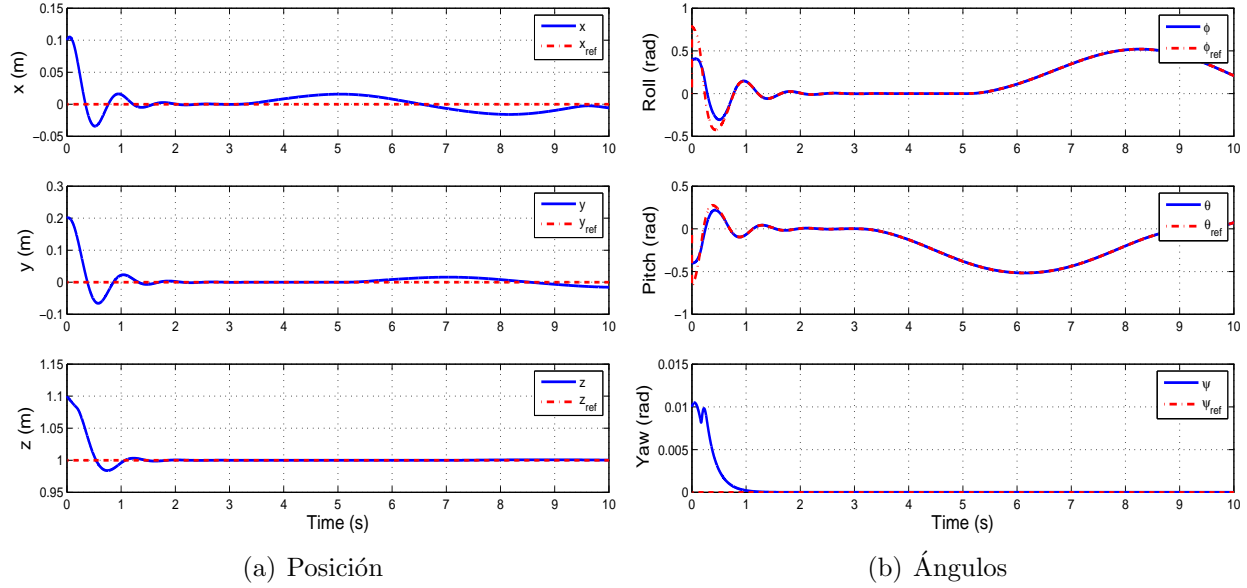 0.15
0.1
0.05
0
−0.05
x (m)
0 1 2 3 4 5 6 7 8 9 10
x
x_ref
0.3
0.2
0.1
0
−0.1
y (m)
0 1 2 3 4 5 6 7 8 9 10
y
y_ref
1.15
1.1
1.05
1
0.95
z (m)
0 1 2 3 4 5 6 7 8 9 10
z
z_ref
Time (s)
(a) Posición
1
0.5
0
−0.5
Roll (rad)
0 1 2 3 4 5 6 7 8 9 10
ϕ
ϕ_ref
0.5
0
−0.5
−1
Pitch (rad)
0 1 2 3 4 5 6 7 8 9 10
θ
θ_ref
0.015
0.01
0.005
0
Yaw (rad)
0 1 2 3 4 5 6 7 8 9 10
ψ
ψ_ref
Time (s)
(b) Ángulos